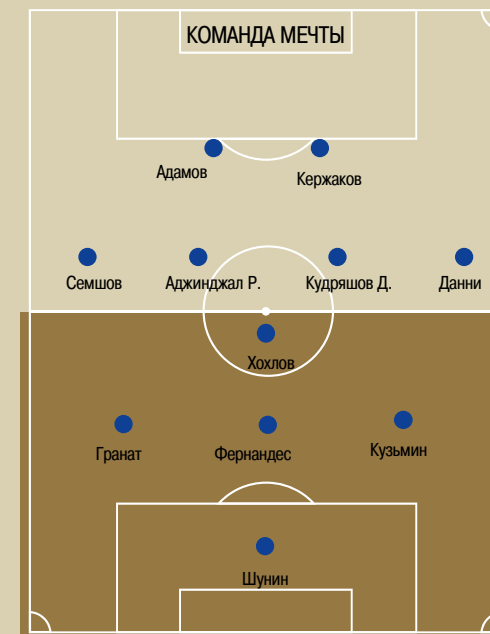 КОМАНДА МЕЧТЫ
Адамов
Кержаков
Семшов
Аджинджал Р.
Кудряшов Д.
Данни
Хохлов
Гранат
Фернандес
Кузьмин
Шунин